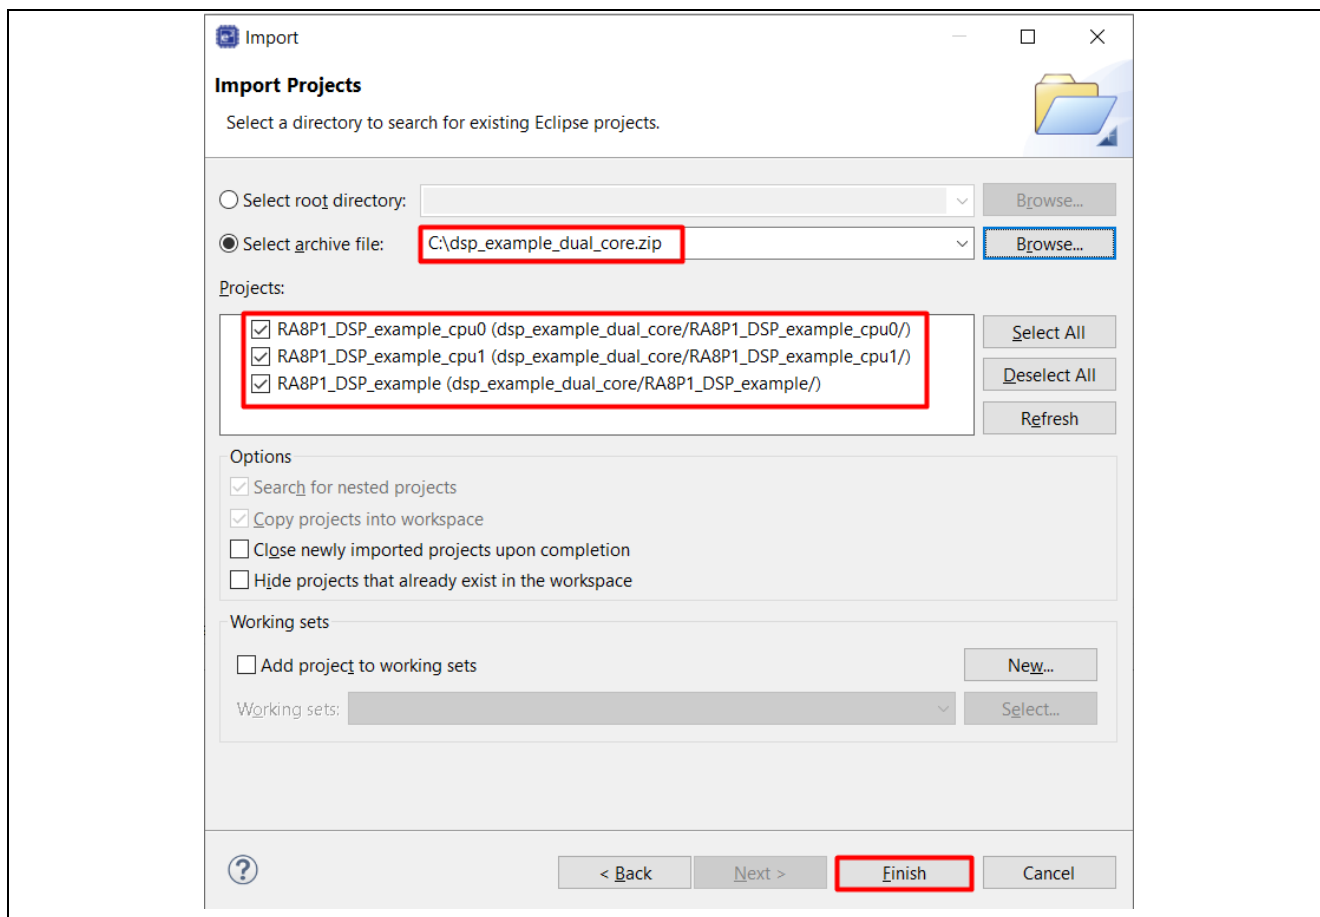 Import
Import Projects
Select a directory to search for existing Eclipse projects.
Select root directory:
Browse...
Select archive file:
C:\dsp_example_dual_core.zip
Browse...
Projects:
RA8P1_DSP_example_cpu0 (dsp_example_dual_core/RA8P1_DSP_example_cpu0/)
RA8P1_DSP_example_cpu1 (dsp_example_dual_core/RA8P1_DSP_example_cpu1/)
RA8P1_DSP_example (dsp_example_dual_core/RA8P1_DSP_example/)
Select All
Deselect All
Refresh
Options
Search for nested projects
Copy projects into workspace
Close newly imported projects upon completion
Hide projects that already exist in the workspace
Working sets
Add project to working sets
New...
Working sets:
Select...
?
< Back
Next >
Finish
Cancel